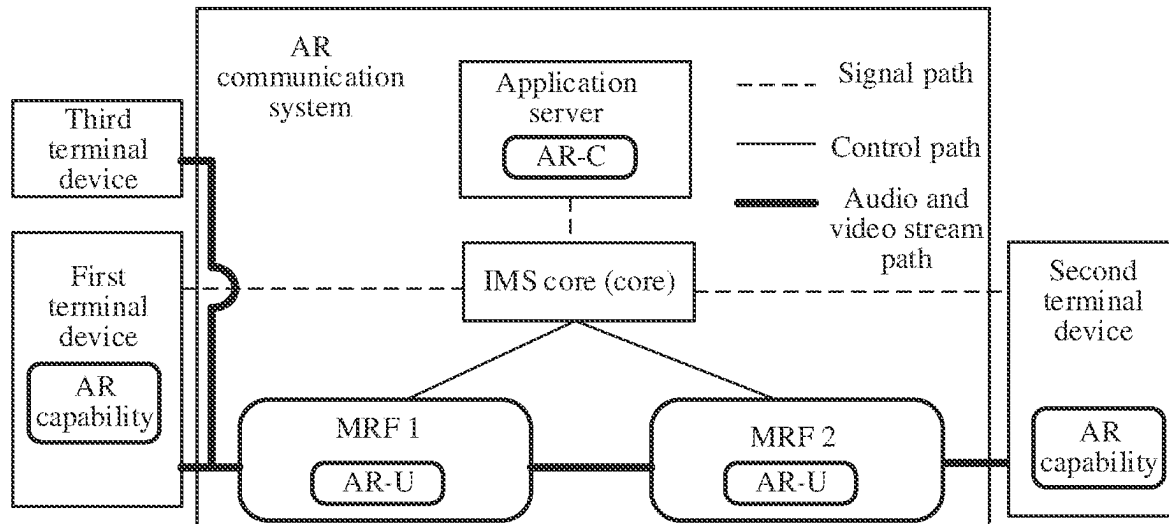 AR
communication
system
Application
server
AR-C
Signal path
Control path
Audio and
video stream
path
Third
terminal
device
First
terminal
device
AR
capability
IMS core (core)
Second
terminal
device
AR
capability
MRF 1
AR-U
MRF 2
AR-U